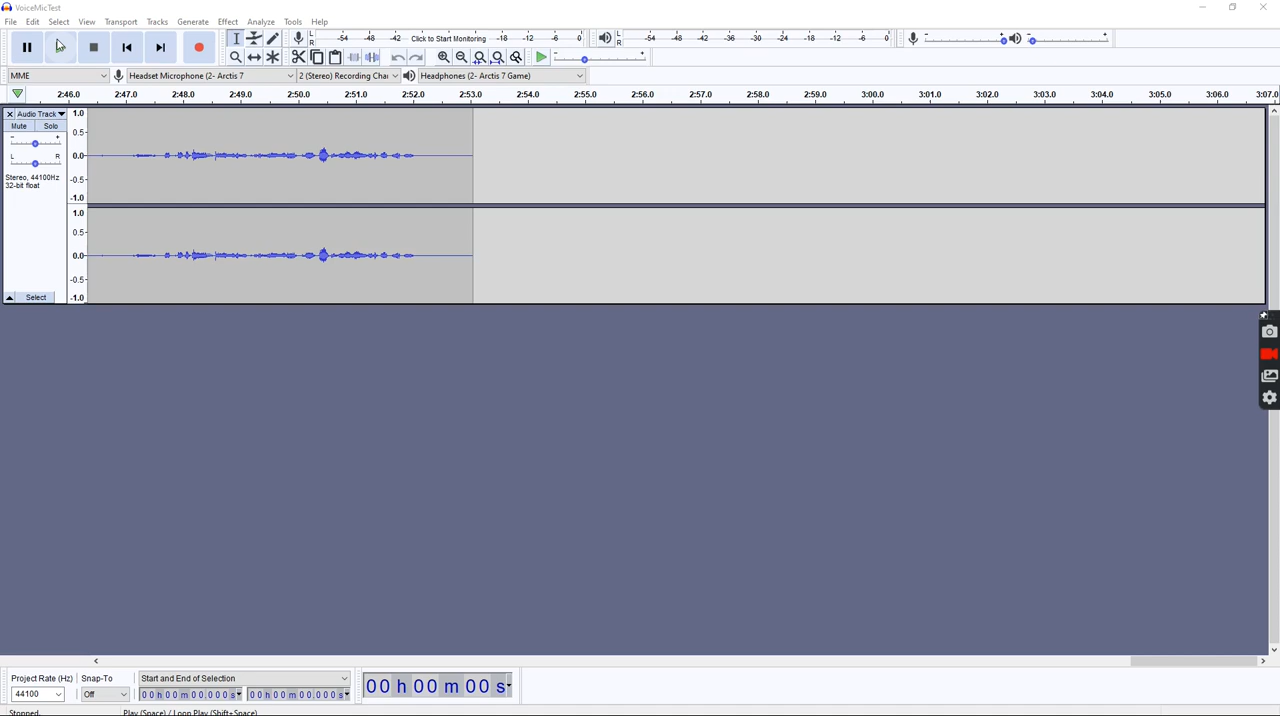 VoiceMicTest
File Edit Select View Transport Tracks Generate Effect Analyze Tools Help
L R -54 -48 -42 Click to Start Monitoring -18 -12 -6 0 L R -54 -48 -42 -36 -30 -24 -18 -12 -6 0 - + - +
- +
MME Headset Microphone (2- Arctis 7 2 (Stereo) Recording Chai Headphones (2- Arctis 7 Game)
2:46.0 2:47.0 2:48.0 2:49.0 2:50.0 2:51.0 2:52.0 2:53.0 2:54.0 2:55.0 2:56.0 2:57.0 2:58.0 2:59.0 3:00.0 3:01.0 3:02.0 3:03.0 3:04.0 3:05.0 3:06.0 3:07.0
Audio Track 1.0
Mute Solo
0.5
- +
L R 0.0
Stereo, 44100Hz -0.5
32-bit float
-1.0
1.0
0.5
0.0
-0.5
Select -1.0
Project Rate (Hz) Snap-To Start and End of Selection
44100 Off 00 h 00 m 00.000 s 00 h 00 m 00.000 s 00 h 00 m 00 s
Stopped. Play (Space) / Loop Play (Shift+Space)